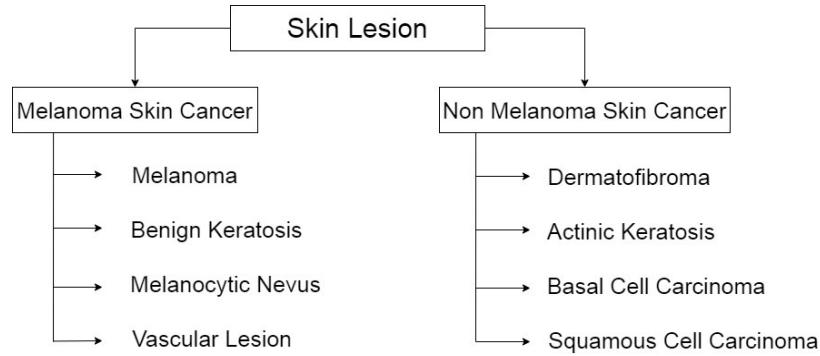 Skin Lesion
Melanoma Skin Cancer
Melanoma
Benign Keratosis
Melanocytic Nevus
Vascular Lesion
Non Melanoma Skin Cancer
Dermatofibroma
Actinic Keratosis
Basal Cell Carcinoma
Squamous Cell Carcinoma